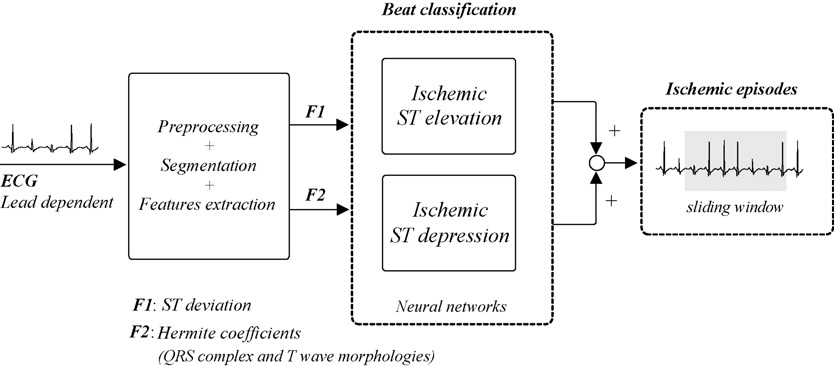 Beat classification
ECG
Lead dependent
Preprocessing
+
Segmentation
+
Features extraction
F1
F2
Ischemic
ST elevation
Ischemic
ST depression
Neural networks
+
+
Ischemic episodes
sliding window
F1: ST deviation
F2: Hermite coefficients
(QRS complex and T wave morphologies)